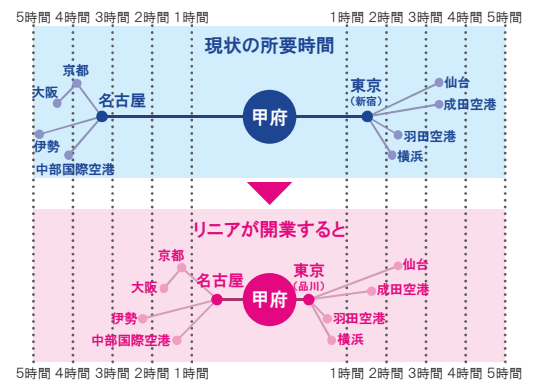 5時間 4時間 3時間 2時間 1時間 1時間 2時間 3時間 4時間 5時間
現状の所要時間
京都
大阪
名古屋
伊勢
中部国際空港
甲府
東京
（新宿）
仙台
成田空港
羽田空港
横浜
リニアが開業すると
京都
大阪
名古屋
伊勢
中部国際空港
甲府
東京
（品川）
仙台
成田空港
羽田空港
横浜
5時間 4時間 3時間 2時間 1時間 1時間 2時間 3時間 4時間 5時間